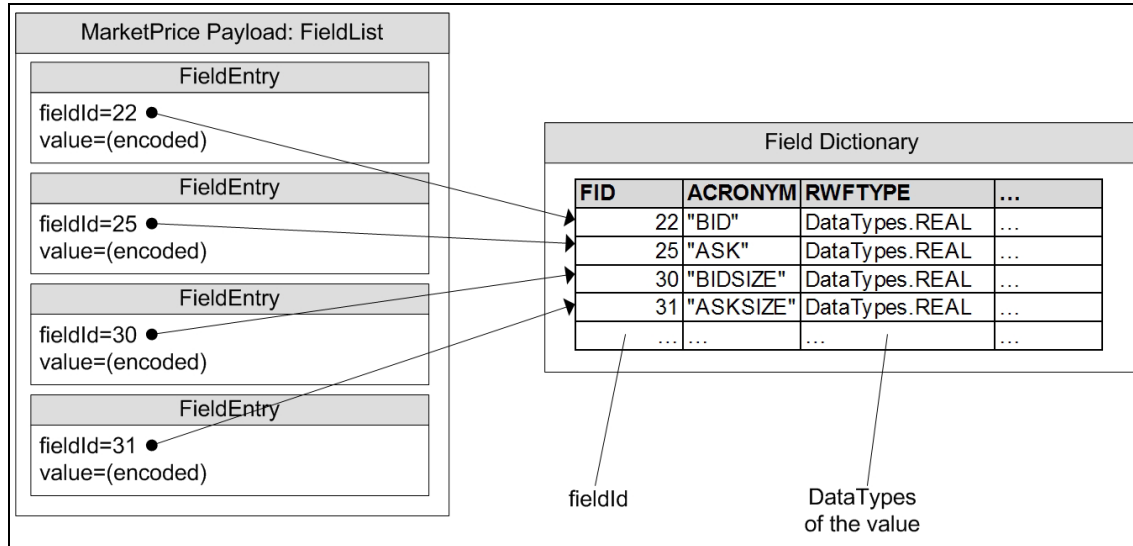 MarketPrice Payload: FieldList
FieldEntry
fieldId=22
value=(encoded)
FieldEntry
fieldId=25
value=(encoded)
FieldEntry
fieldId=30
value=(encoded)
FieldEntry
fieldId=31
value=(encoded)
Field Dictionary
FID ACRONYM RWFTYPE ...
22 "BID" DataTypes.REAL ...
25 "ASK" DataTypes.REAL ...
30 "BIDSIZE" DataTypes.REAL ...
31 "ASKSIZE" DataTypes.REAL ...
... ... ... ...
fieldId
DataTypes
of the value